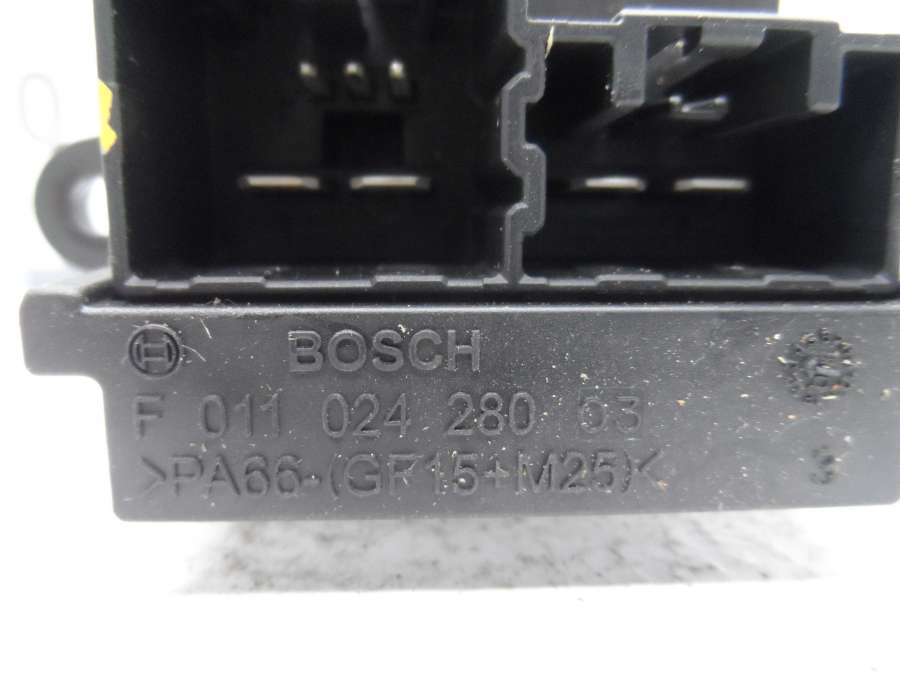 BOSCH
F 011 024 280 03
>PA66-(GF15+M25)<